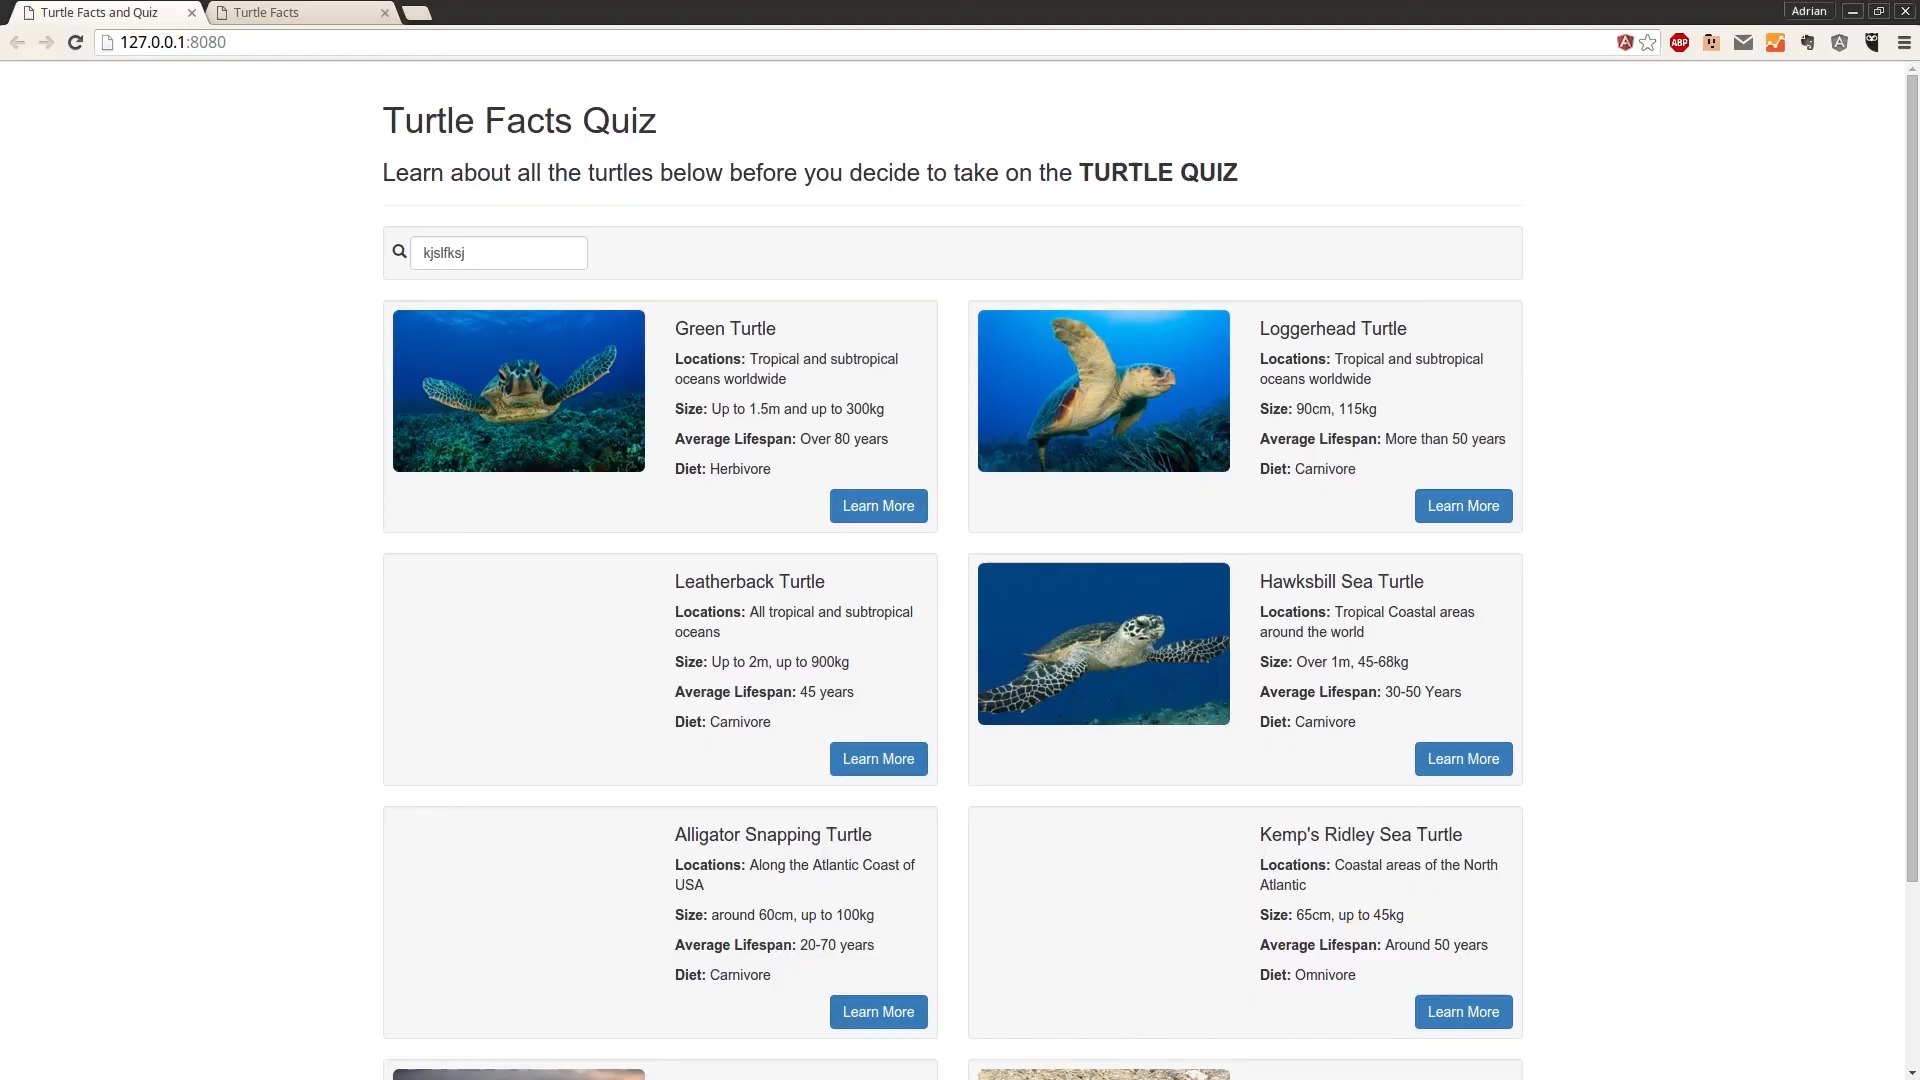 Turtle Facts and Quiz
Turtle Facts
Adrian
127.0.0.1:8080
ABP
Turtle Facts Quiz
Learn about all the turtles below before you decide to take on the TURTLE QUIZ
kjslfksj
Green Turtle
Locations: Tropical and subtropical
oceans worldwide
Size: Up to 1.5m and up to 300kg
Average Lifespan: Over 80 years
Diet: Herbivore
Learn More
Loggerhead Turtle
Locations: Tropical and subtropical
oceans worldwide
Size: 90cm, 115kg
Average Lifespan: More than 50 years
Diet: Carnivore
Learn More
Leatherback Turtle
Locations: All tropical and subtropical
oceans
Size: Up to 2m, up to 900kg
Average Lifespan: 45 years
Diet: Carnivore
Learn More
Hawksbill Sea Turtle
Locations: Tropical Coastal areas
around the world
Size: Over 1m, 45-68kg
Average Lifespan: 30-50 Years
Diet: Carnivore
Learn More
Alligator Snapping Turtle
Locations: Along the Atlantic Coast of
USA
Size: around 60cm, up to 100kg
Average Lifespan: 20-70 years
Diet: Carnivore
Learn More
Kemp's Ridley Sea Turtle
Locations: Coastal areas of the North
Atlantic
Size: 65cm, up to 45kg
Average Lifespan: Around 50 years
Diet: Omnivore
Learn More